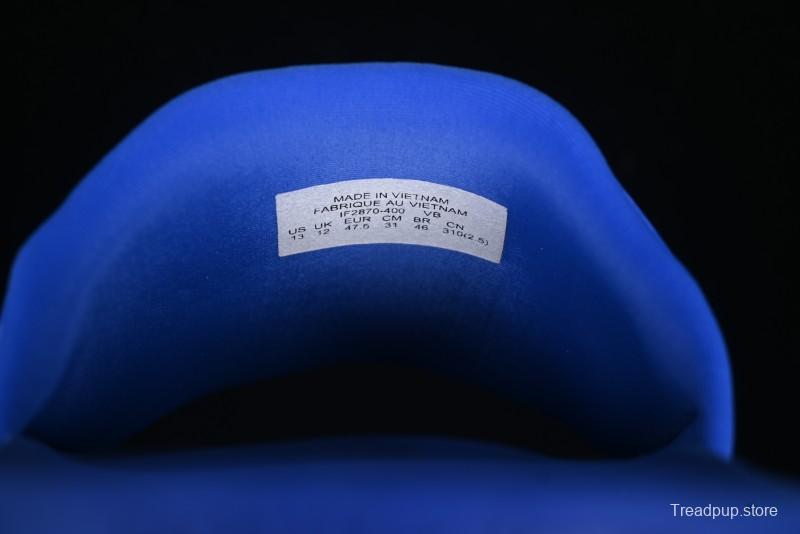 MADE IN VIETNAM
FABRIQUE AU VIETNAM
IF2870-400 VB
US UK EUR CM BR CN
13 12 47.5 31 46 310(2.5)
Treadpup.store